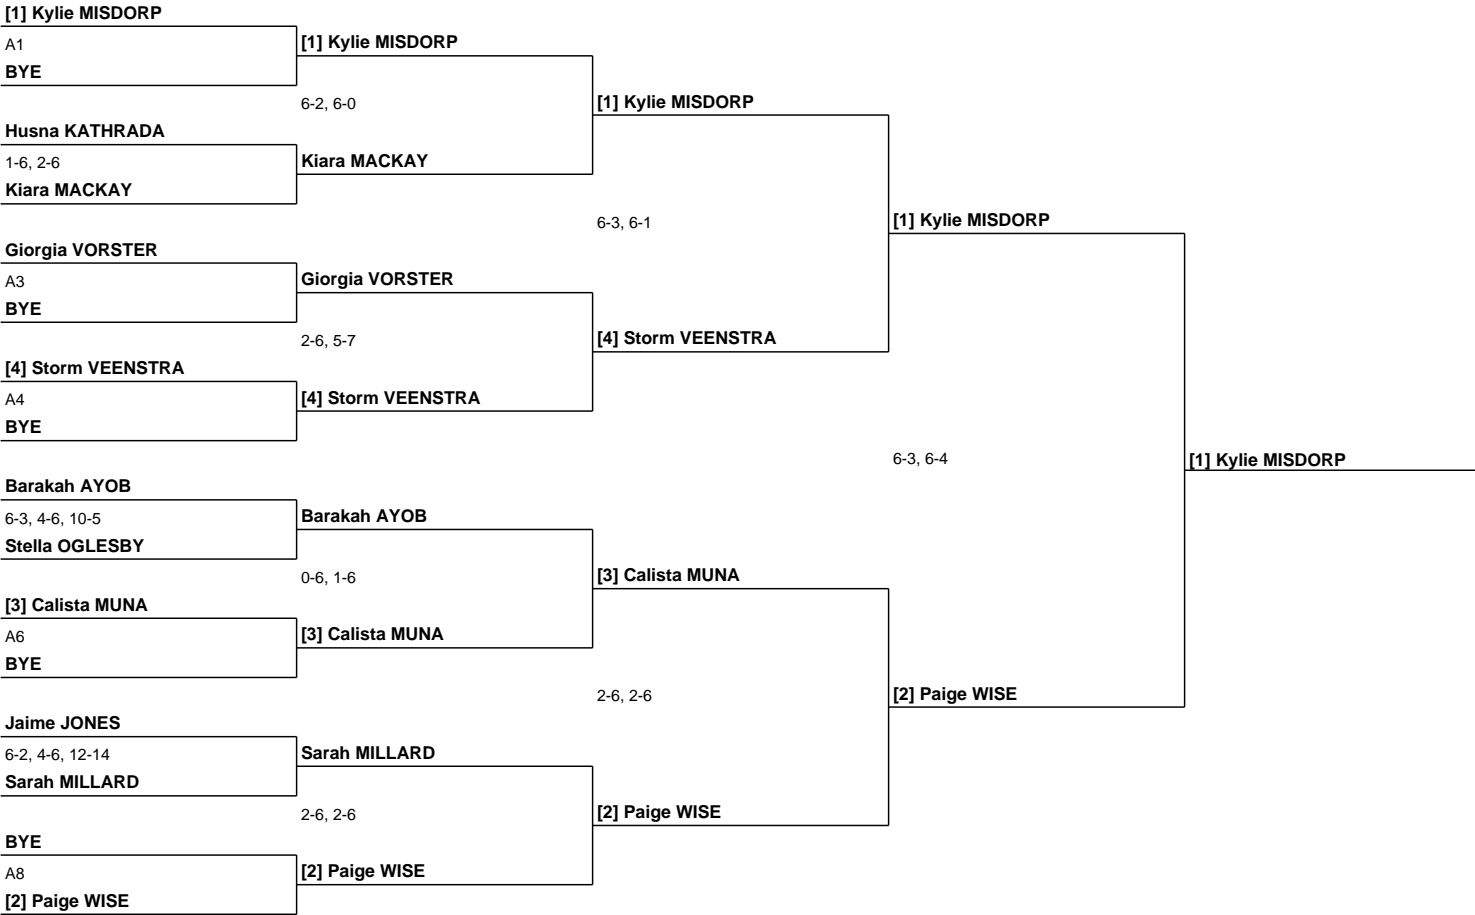 [1] Kylie MISDORP
A1
BYE
Husna KATHRADA
1-6, 2-6
Kiara MACKAY
Giorgia VORSTER
A3
BYE
[4] Storm VEENSTRA
A4
BYE
Barakah AYOB
6-3, 4-6, 10-5
Stella OGLESBY
[3] Calista MUNA
A6
BYE
Jaime JONES
6-2, 4-6, 12-14
Sarah MILLARD
BYE
A8
[2] Paige WISE
[1] Kylie MISDORP
6-2, 6-0
Kiara MACKAY
Giorgia VORSTER
2-6, 5-7
[4] Storm VEENSTRA
Barakah AYOB
0-6, 1-6
[3] Calista MUNA
Sarah MILLARD
2-6, 2-6
[2] Paige WISE
[1] Kylie MISDORP
6-3, 6-1
[4] Storm VEENSTRA
[3] Calista MUNA
2-6, 2-6
[2] Paige WISE
[1] Kylie MISDORP
6-3, 6-4
[2] Paige WISE
[1] Kylie MISDORP